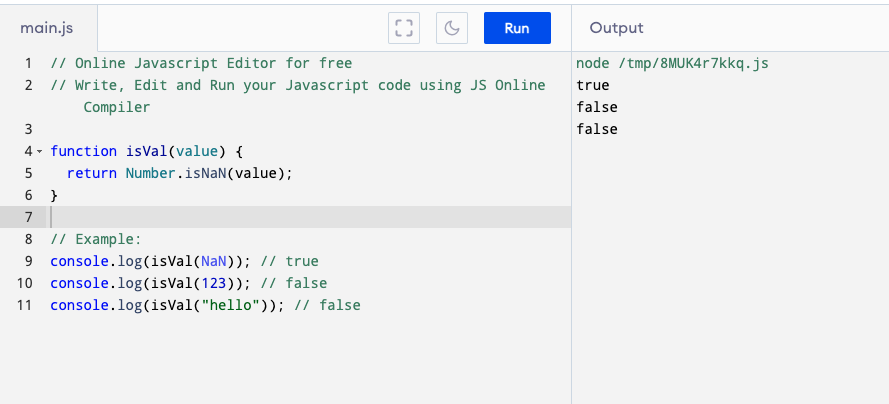 main.js
Run
Output
1 // Online Javascript Editor for free
2 // Write, Edit and Run your Javascript code using JS Online
Compiler
3
4 function isVal(value) {
5   return Number.isNaN(value);
6 }
7
8 // Example:
9 console.log(isVal(NaN)); // true
10 console.log(isVal(123)); // false
11 console.log(isVal("hello")); // false
node /tmp/8MUK4r7kkq.js
true
false
false